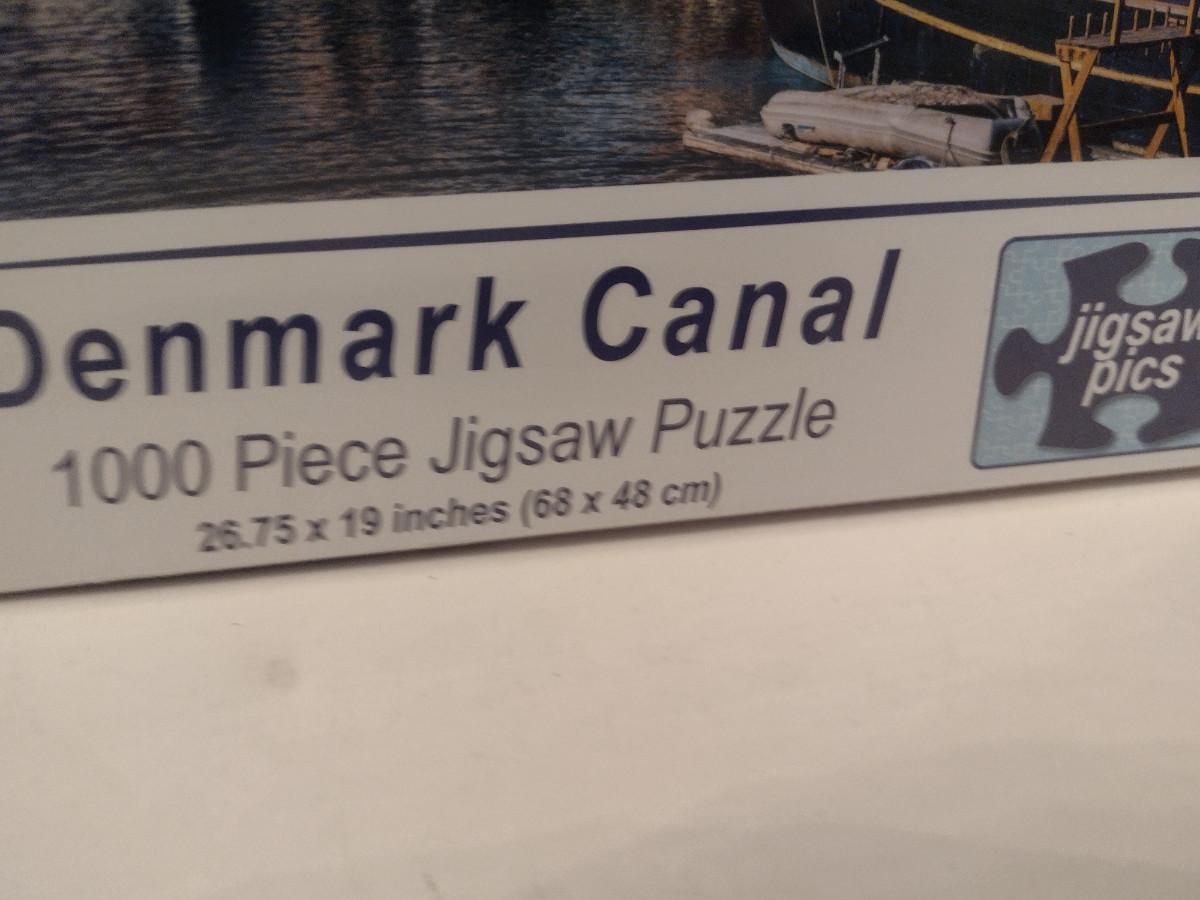 Denmark Canal
1000 Piece Jigsaw Puzzle
26.75 x 19 inches (68 x 48 cm)
jigsaw
pics